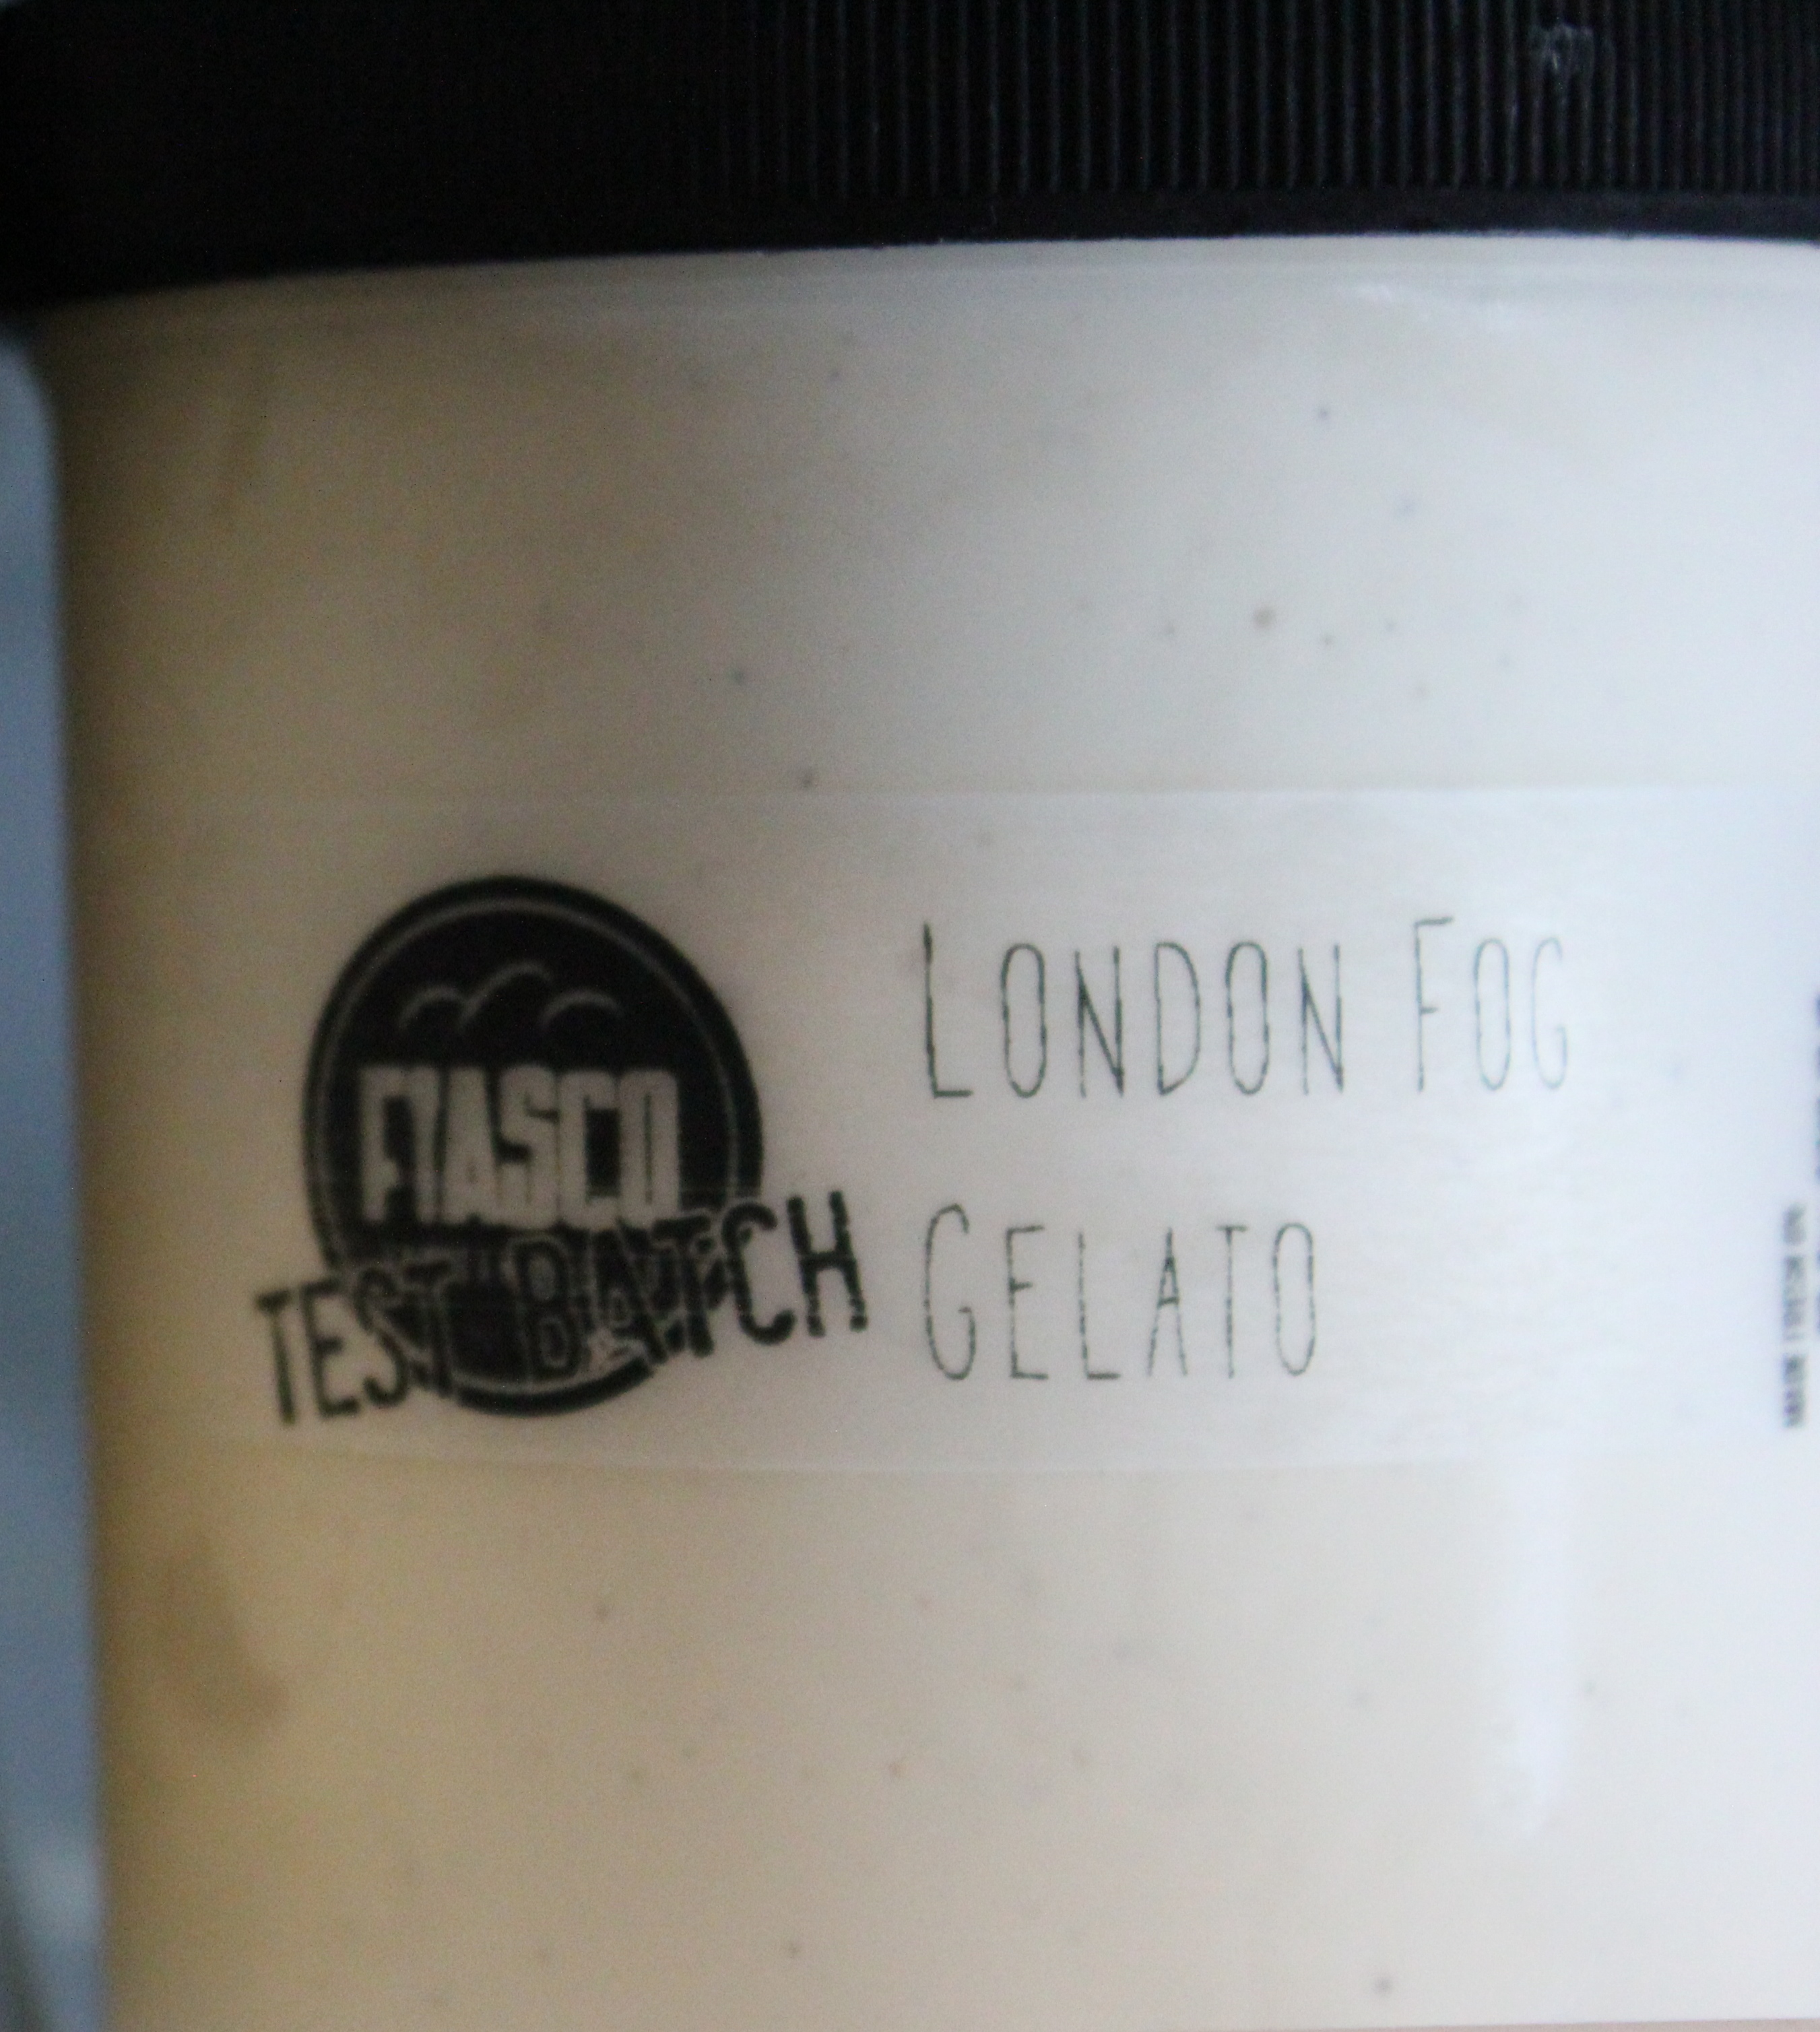 FIASCO
TEST BATCH
LONDON FOG
GELATO